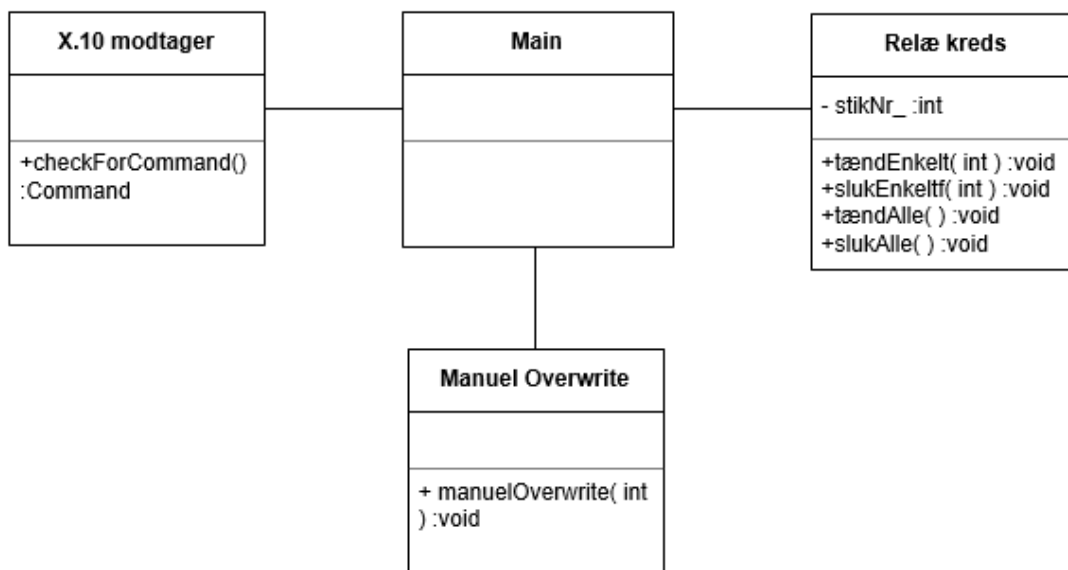 X.10 modtager
+checkForCommand()
:Command
Main
Relæ kreds
- stikNr_ :int
+tændEnkelt( int ) :void
+slukEnkeltf( int ) :void
+tændAlle( ) :void
+slukAlle( ) :void
Manuel Overwrite
+ manuelOverwrite( int
) :void